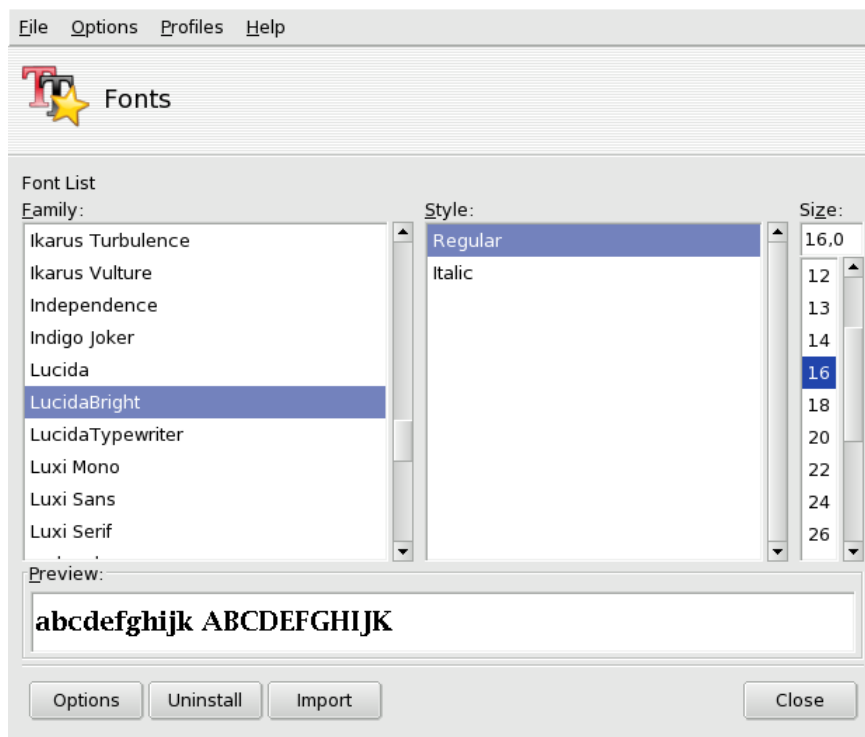 File Options Profiles Help
Fonts
Font List
Family: Style: Size:
Ikarus Turbulence Regular 16,0
Ikarus Vulture Italic 12
Independence 13
Indigo Joker 14
Lucida 16
LucidaBright 18
LucidaTypewriter 20
Luxi Mono 22
Luxi Sans 24
Luxi Serif 26
Preview:
abcdefghijk ABCDEFGHIJK
Options Uninstall Import Close